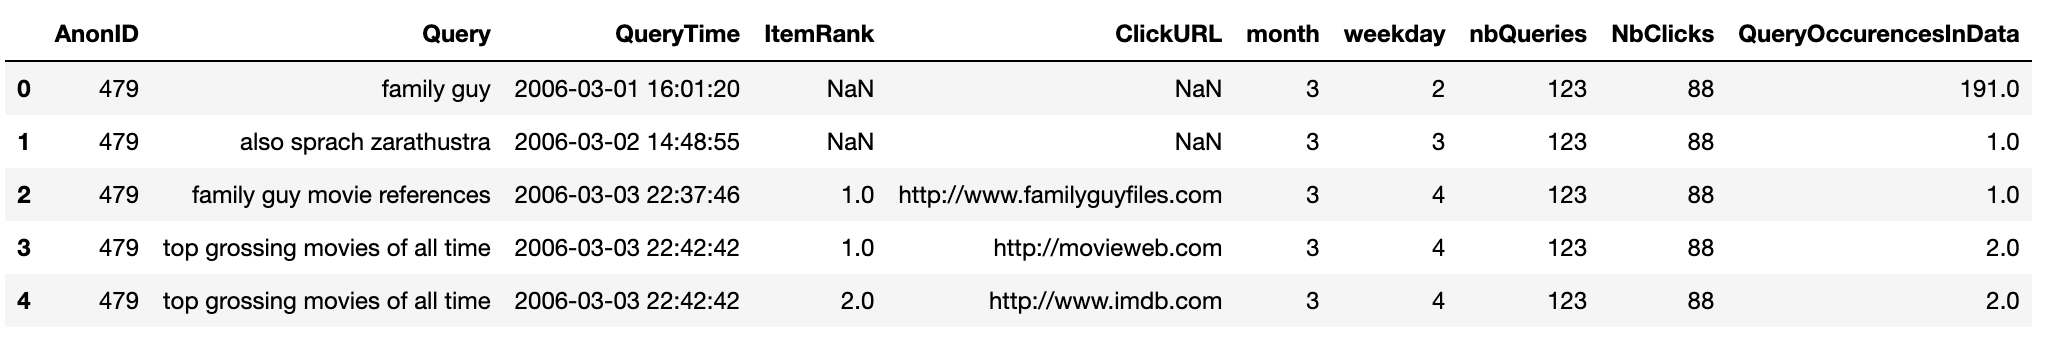 AnonID Query QueryTime ItemRank ClickURL month weekday nbQueries NbClicks QueryOccurencesInData
0 479 family guy 2006-03-01 16:01:20 NaN NaN 3 2 123 88 191.0
1 479 also sprach zarathustra 2006-03-02 14:48:55 NaN NaN 3 3 123 88 1.0
2 479 family guy movie references 2006-03-03 22:37:46 1.0 http://www.familyguyfiles.com 3 4 123 88 1.0
3 479 top grossing movies of all time 2006-03-03 22:42:42 1.0 http://movieweb.com 3 4 123 88 2.0
4 479 top grossing movies of all time 2006-03-03 22:42:42 2.0 http://www.imdb.com 3 4 123 88 2.0